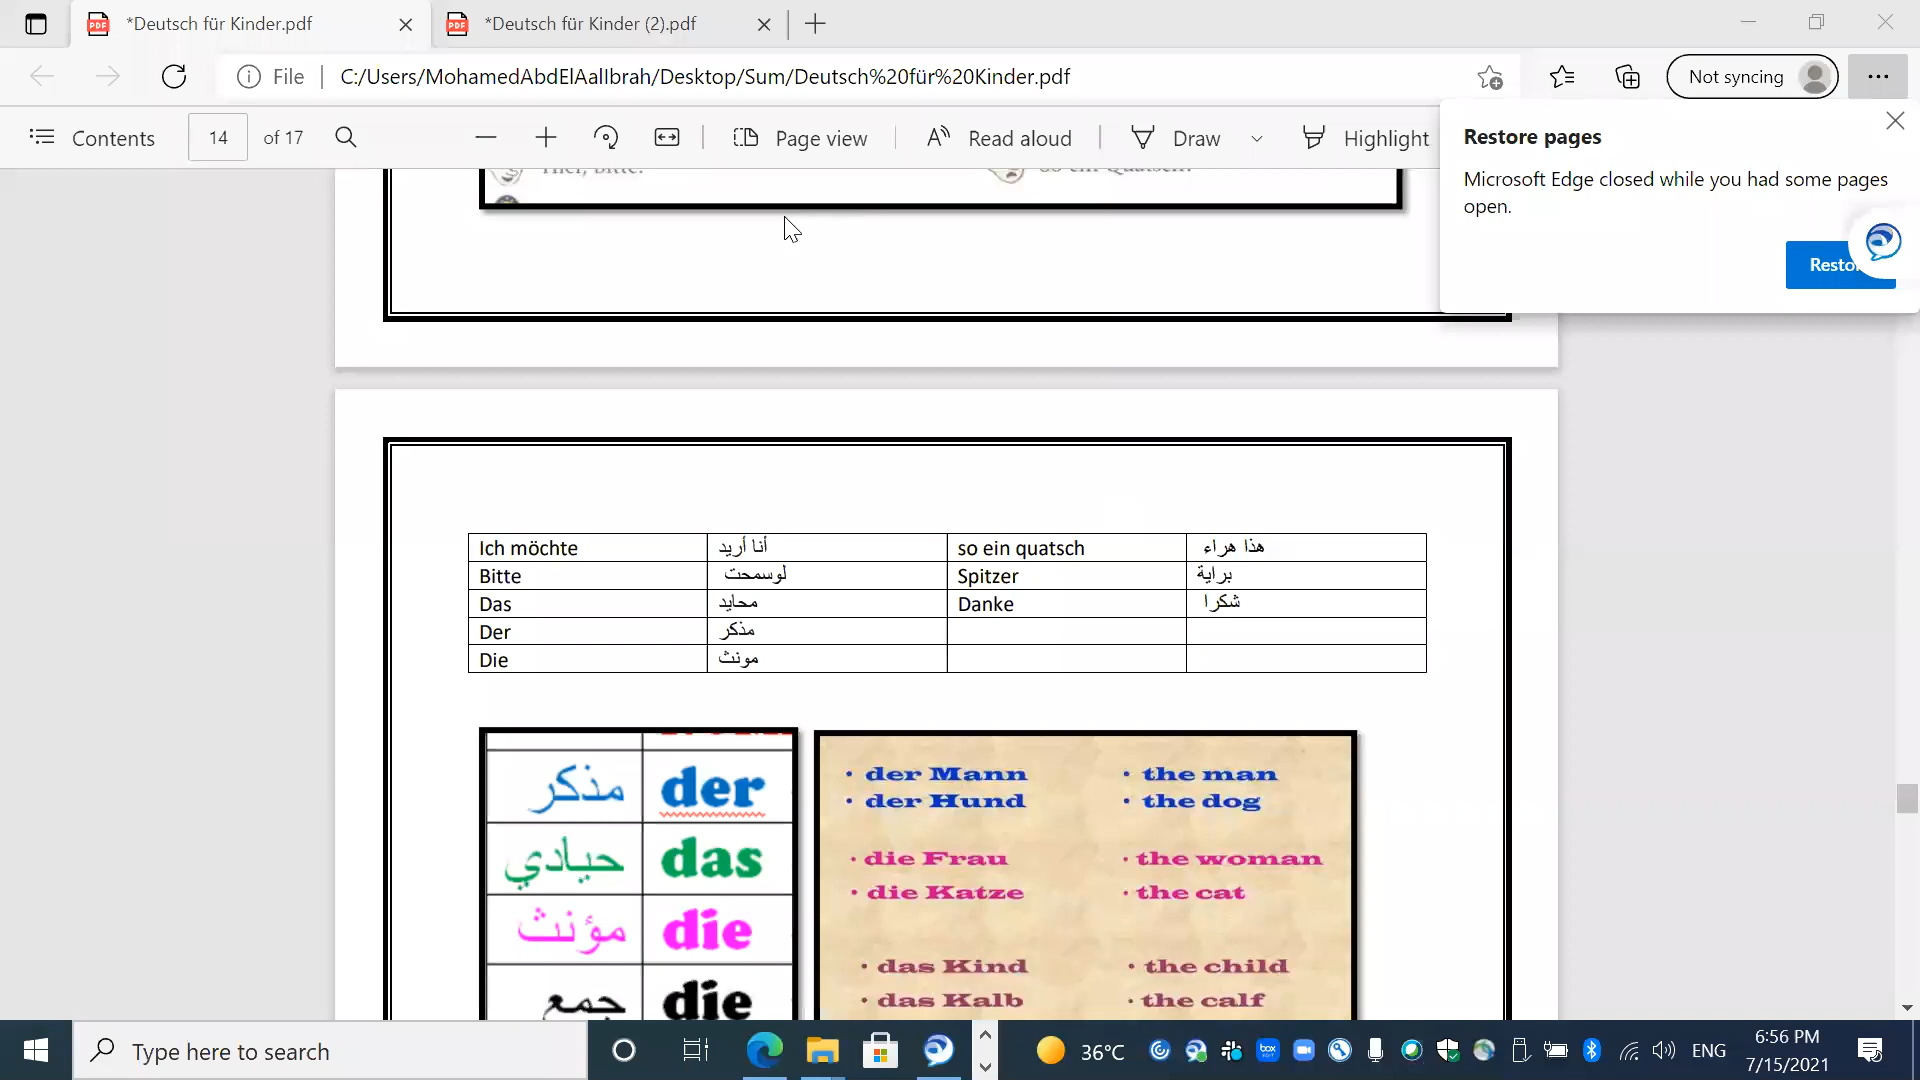 *Deutsch für Kinder.pdf
*Deutsch für Kinder (2).pdf
File
C:/Users/MohamedAbdElAalIbrah/Desktop/Sum/Deutsch%20für%20Kinder.pdf
Not syncing
Contents
14 of 17
Page view
Read aloud
Draw
Highlight
Restore pages
Microsoft Edge closed while you had some pages
open.
Ich möchte أنا أريد so ein quatsch هذا هراء
Bitte لوسمحت Spitzer براية
Das محايد Danke شكرا
Der مذكر
Die مونث
مذكر der
حيادي das
مؤنث die
جمع die
• der Mann • the man
• der Hund • the dog
• die Frau • the woman
• die Katze • the cat
• das Kind • the child
• das Kalb • the calf
Type here to search
36°C
ENG
6:56 PM
7/15/2021